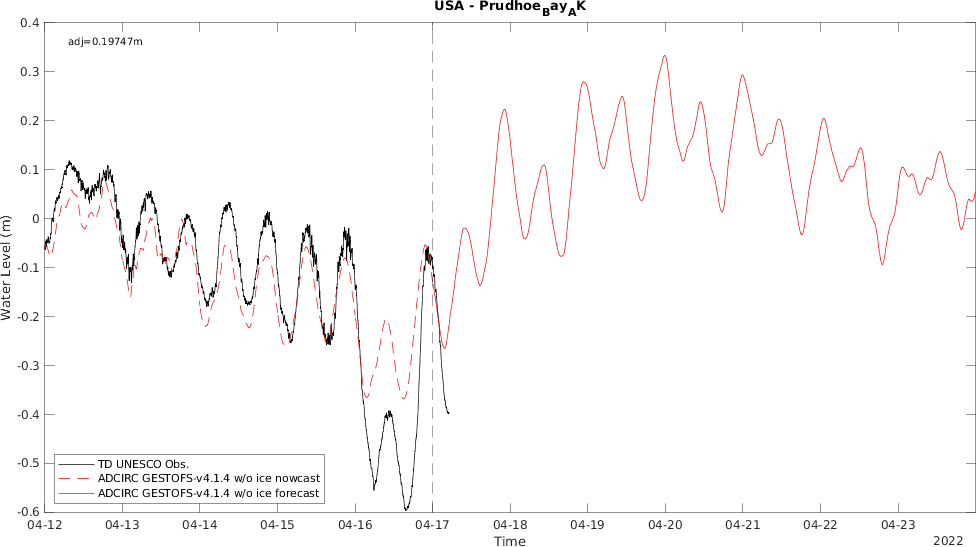 USA - PrudhoeBayAK
adj=0.19747m
0.4
0.3
0.2
0.1
0
-0.1
-0.2
-0.3
-0.4
-0.5
-0.6
Water Level (m)
TD UNESCO Obs.
ADCIRC GESTOFS-v4.1.4 w/o ice nowcast
ADCIRC GESTOFS-v4.1.4 w/o ice forecast
04-12 04-13 04-14 04-15 04-16 04-17 04-18 04-19 04-20 04-21 04-22 04-23
Time
2022